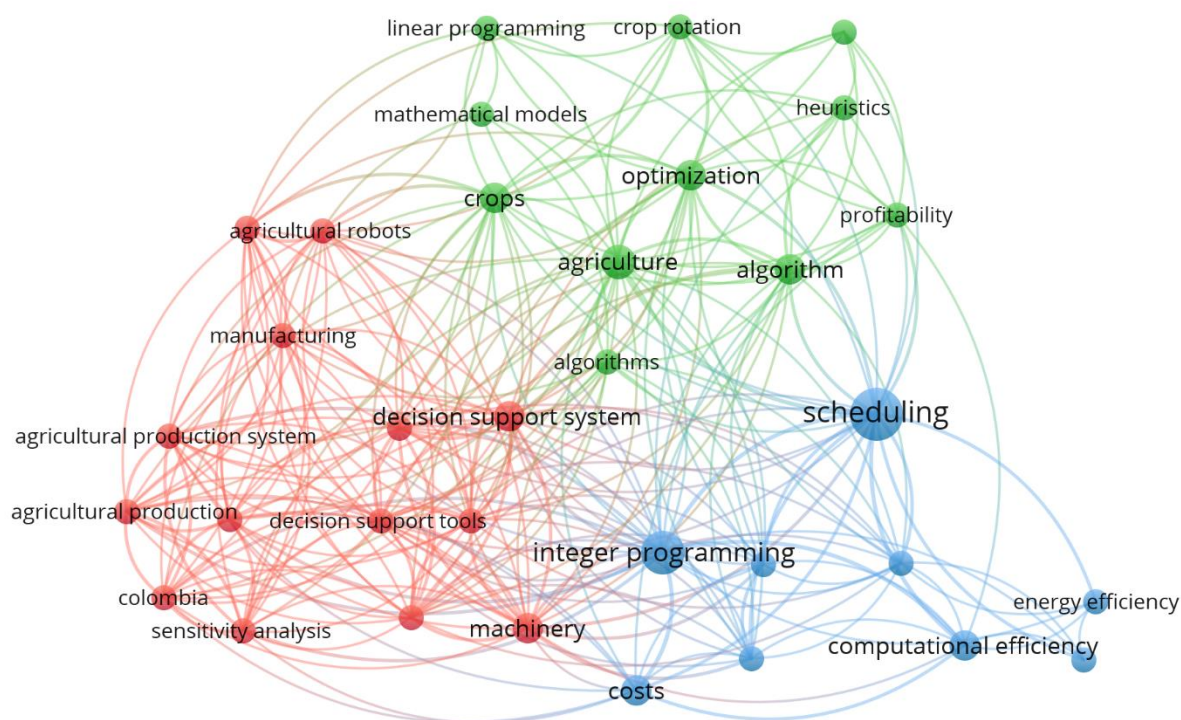 linear programming
crop rotation
mathematical models
heuristics
optimization
crops
profitability
agricultural robots
agriculture
algorithm
manufacturing
algorithms
scheduling
decision support system
agricultural production system
agricultural production
decision support tools
integer programming
colombia
energy efficiency
sensitivity analysis
machinery
computational efficiency
costs